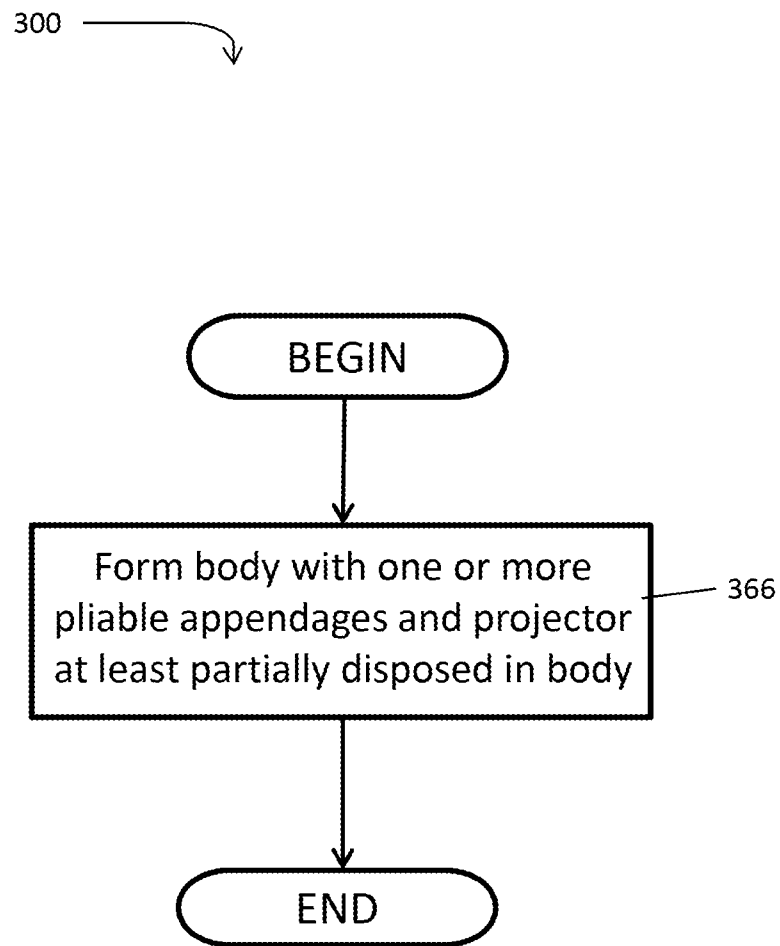 300
BEGIN
Form body with one or more
pliable appendages and projector
at least partially disposed in body
366
END